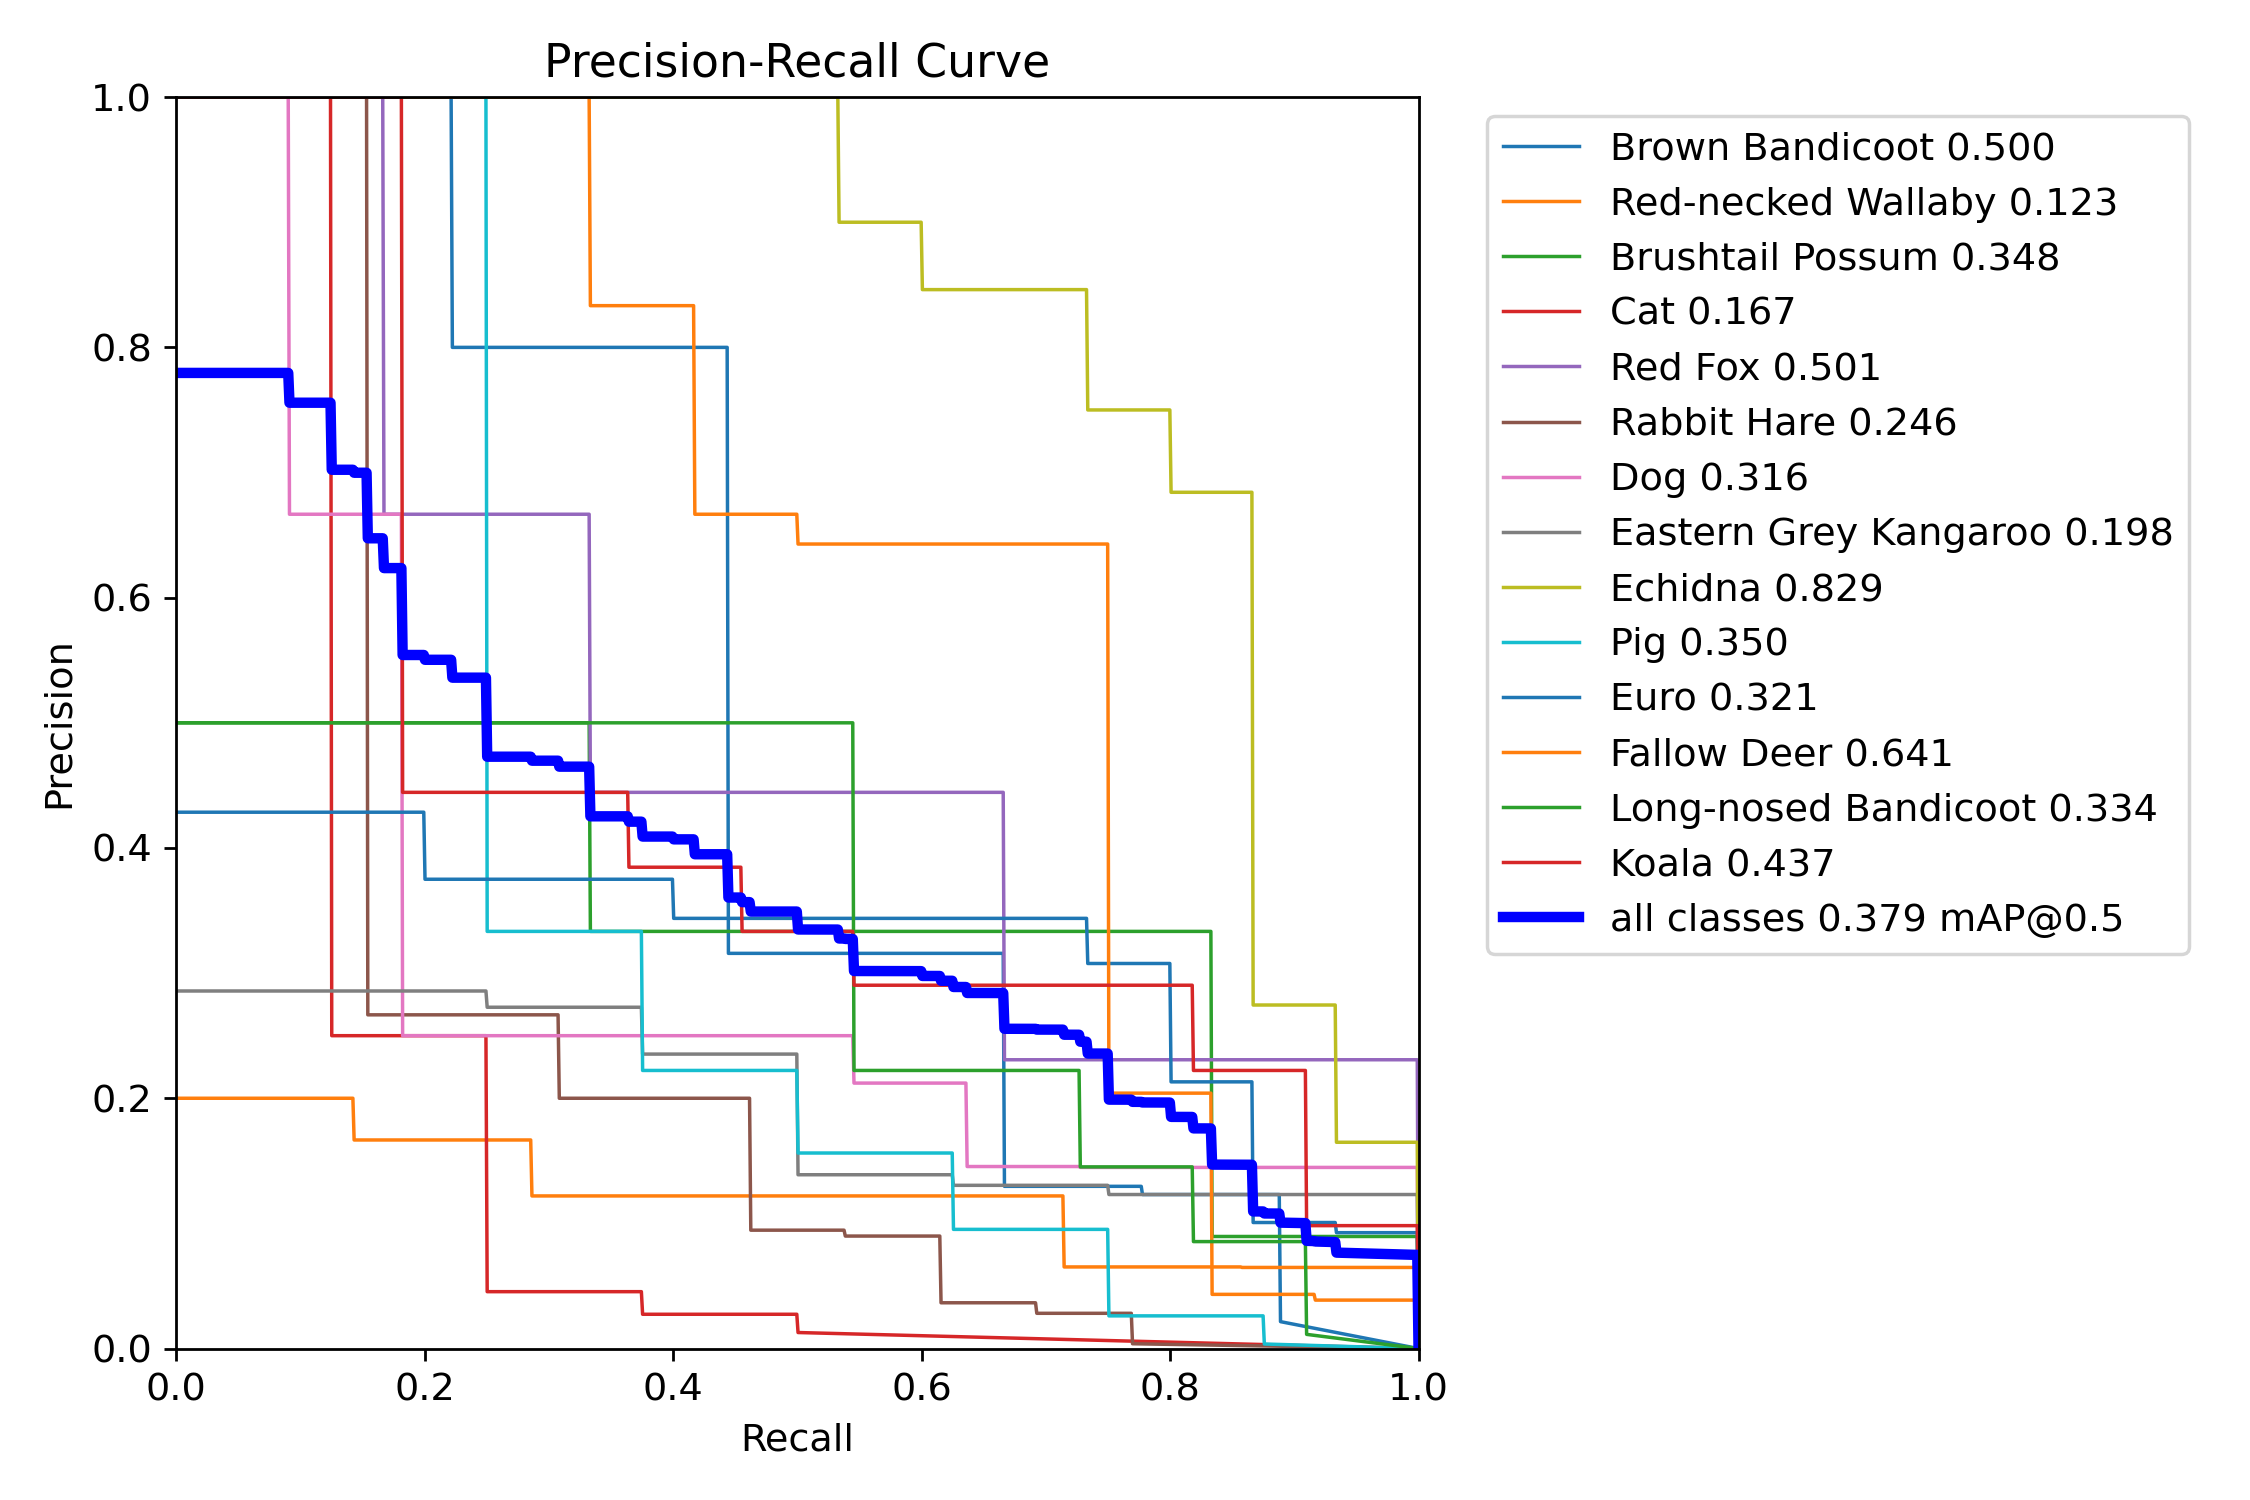 Precision-Recall Curve
1.0
0.8
0.6
0.4
0.2
0.0
Precision
0.0 0.2 0.4 0.6 0.8 1.0
Recall
Brown Bandicoot 0.500
Red-necked Wallaby 0.123
Brushtail Possum 0.348
Cat 0.167
Red Fox 0.501
Rabbit Hare 0.246
Dog 0.316
Eastern Grey Kangaroo 0.198
Echidna 0.829
Pig 0.350
Euro 0.321
Fallow Deer 0.641
Long-nosed Bandicoot 0.334
Koala 0.437
all classes 0.379 mAP@0.5